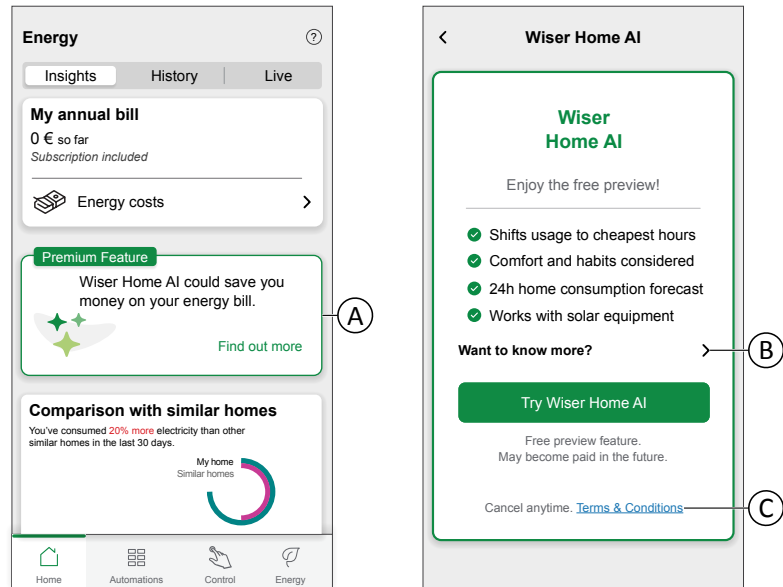 Energy
?
Insights History Live
My annual bill
0 € so far
Subscription included
Energy costs
Premium Feature
Wiser Home AI could save you
money on your energy bill.
Find out more
A
Comparison with similar homes
You've consumed 20% more electricity than other
similar homes in the last 30 days.
My home
Similar homes
Home Automations Control Energy
Wiser Home AI
Wiser
Home AI
Enjoy the free preview!
Shifts usage to cheapest hours
Comfort and habits considered
24h home consumption forecast
Works with solar equipment
Want to know more?
B
Try Wiser Home AI
Free preview feature.
May become paid in the future.
Cancel anytime. Terms & Conditions
C